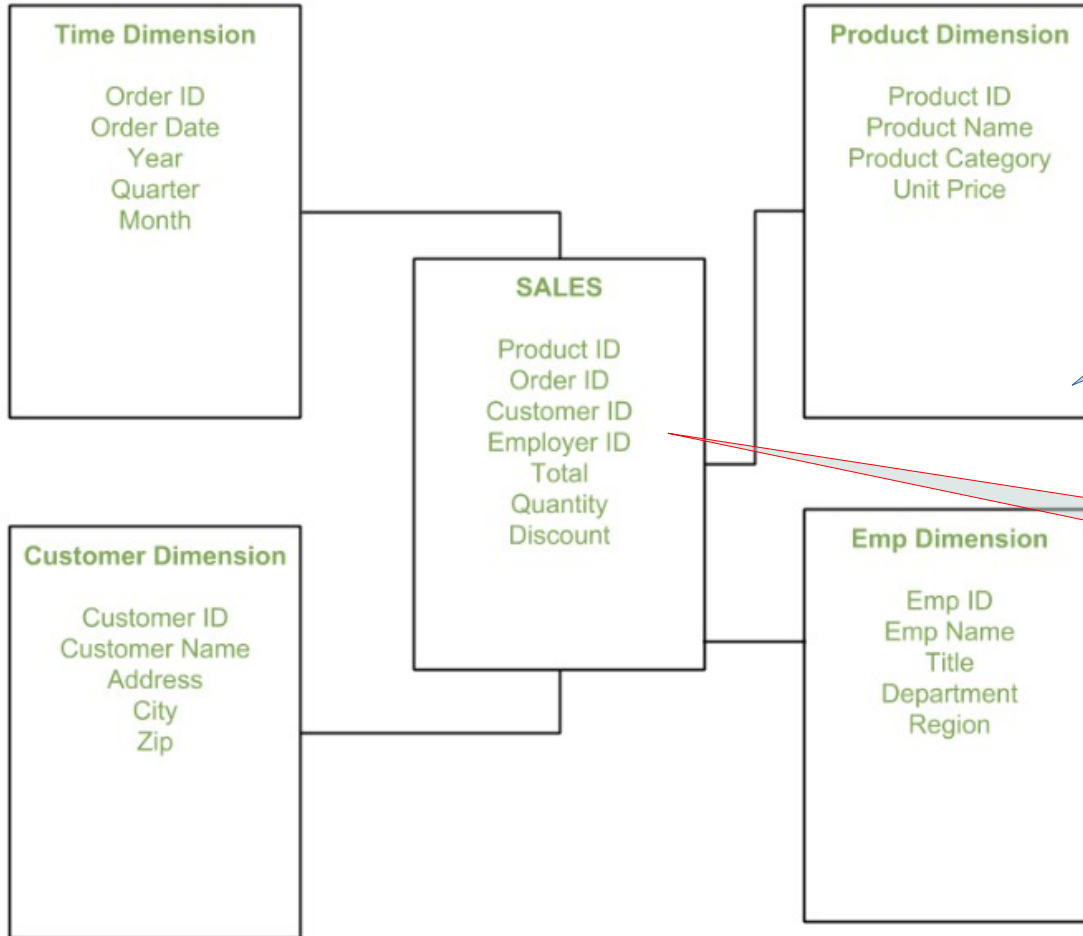 Time Dimension
Order ID
Order Date
Year
Quarter
Month
Product Dimension
Product ID
Product Name
Product Category
Unit Price
SALES
Product ID
Order ID
Customer ID
Employer ID
Total
Quantity
Discount
Customer Dimension
Customer ID
Customer Name
Address
City
Zip
Emp Dimension
Emp ID
Emp Name
Title
Department
Region